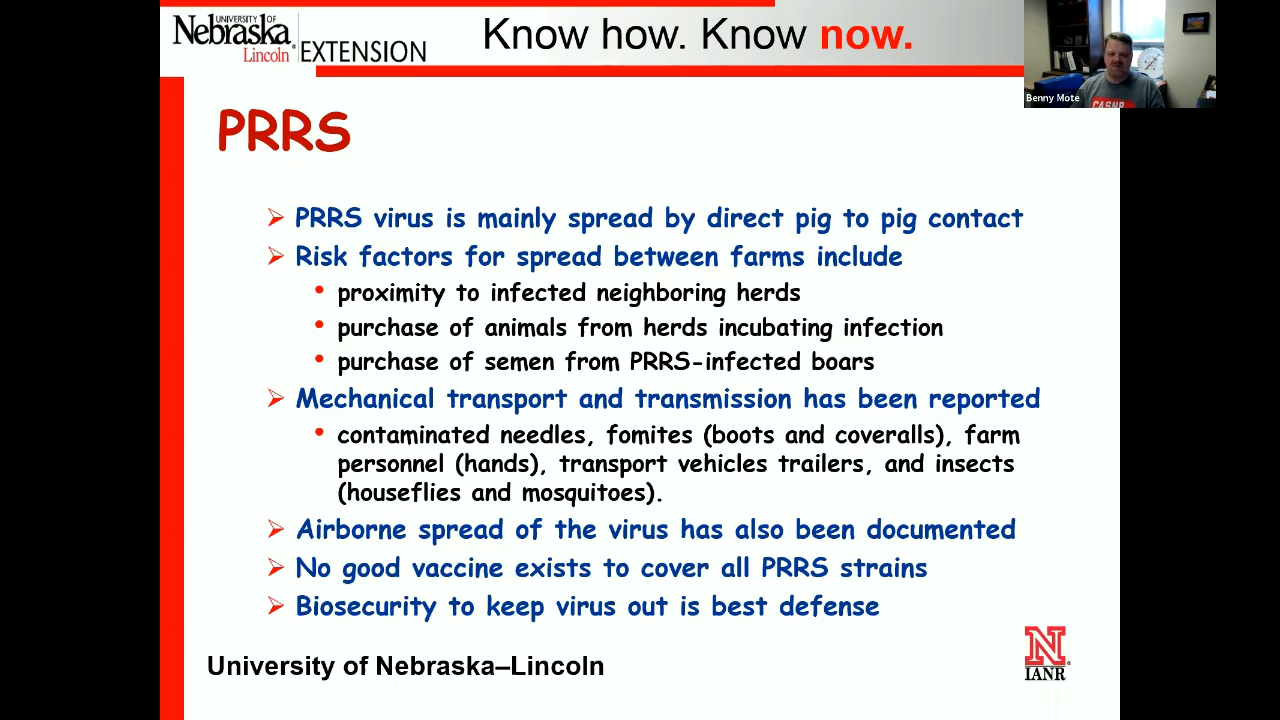 UNIVERSITY OF
Nebraska
Lincoln
EXTENSION
Know how. Know now.
Benny Mote
CASNR
PRRS
PRRS virus is mainly spread by direct pig to pig contact
Risk factors for spread between farms include
proximity to infected neighboring herds
purchase of animals from herds incubating infection
purchase of semen from PRRS-infected boars
Mechanical transport and transmission has been reported
contaminated needles, fomites (boots and coveralls), farm
personnel (hands), transport vehicles trailers, and insects
(houseflies and mosquitoes).
Airborne spread of the virus has also been documented
No good vaccine exists to cover all PRRS strains
Biosecurity to keep virus out is best defense
University of Nebraska–Lincoln
N
IANR